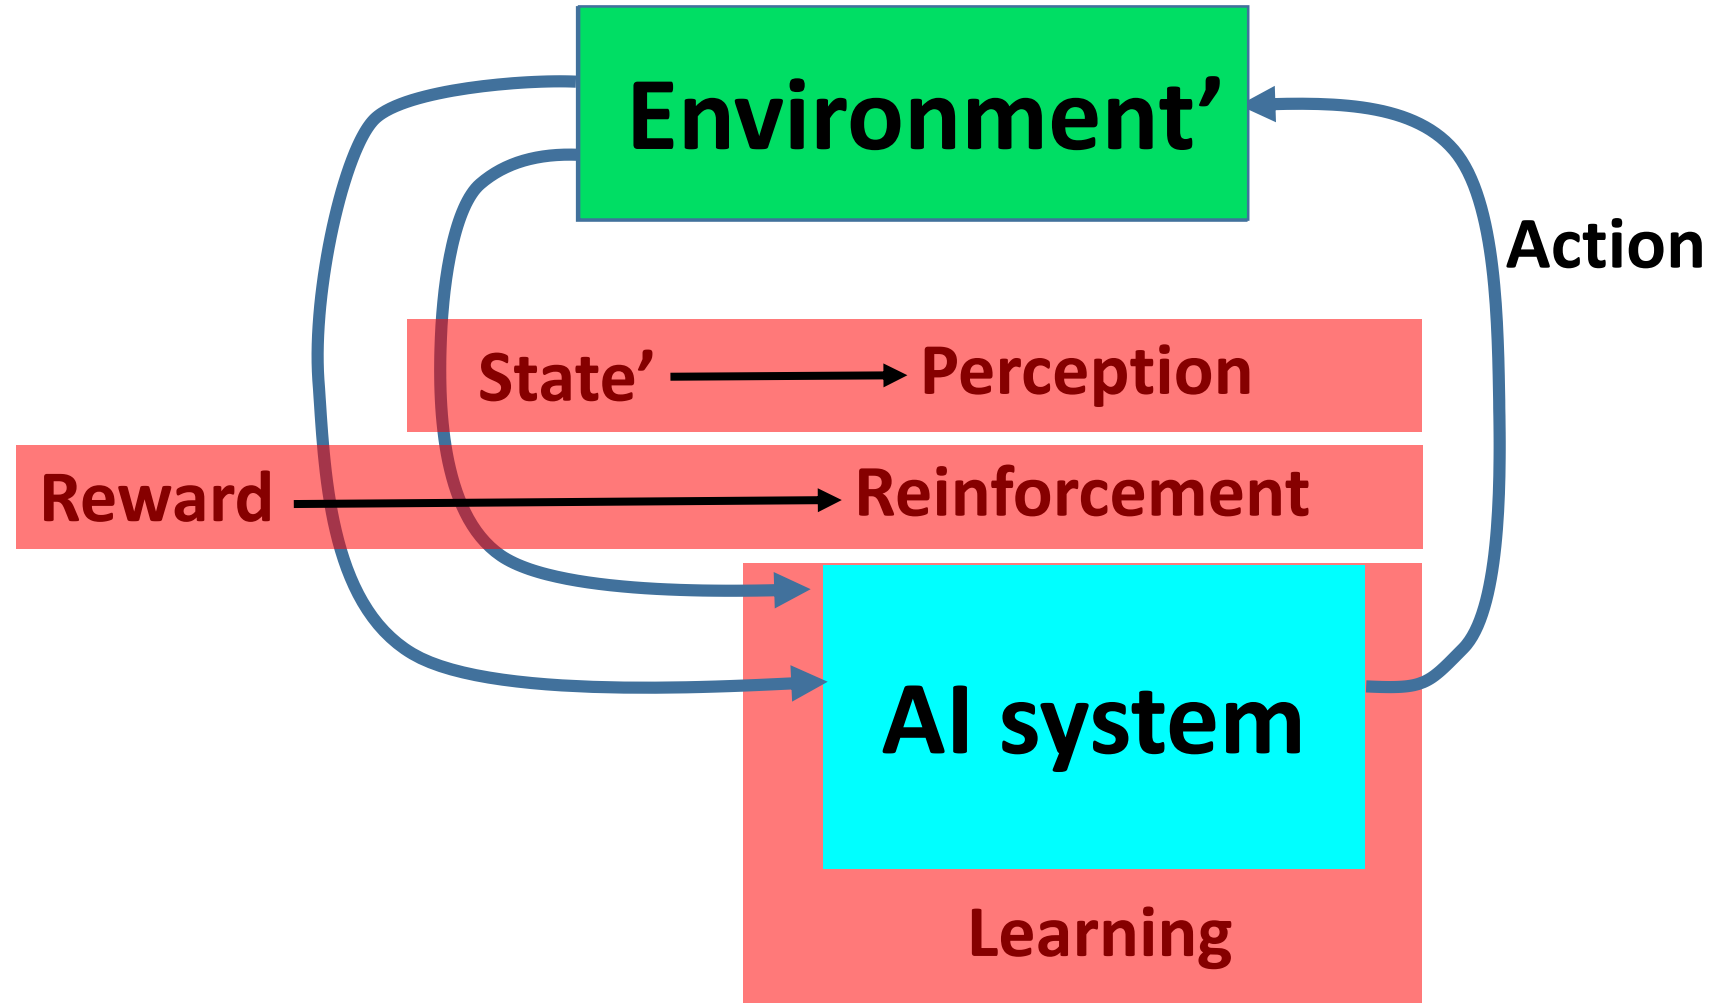 Environment’
Action
State’
Perception
Reward
Reinforcement
AI system
Learning